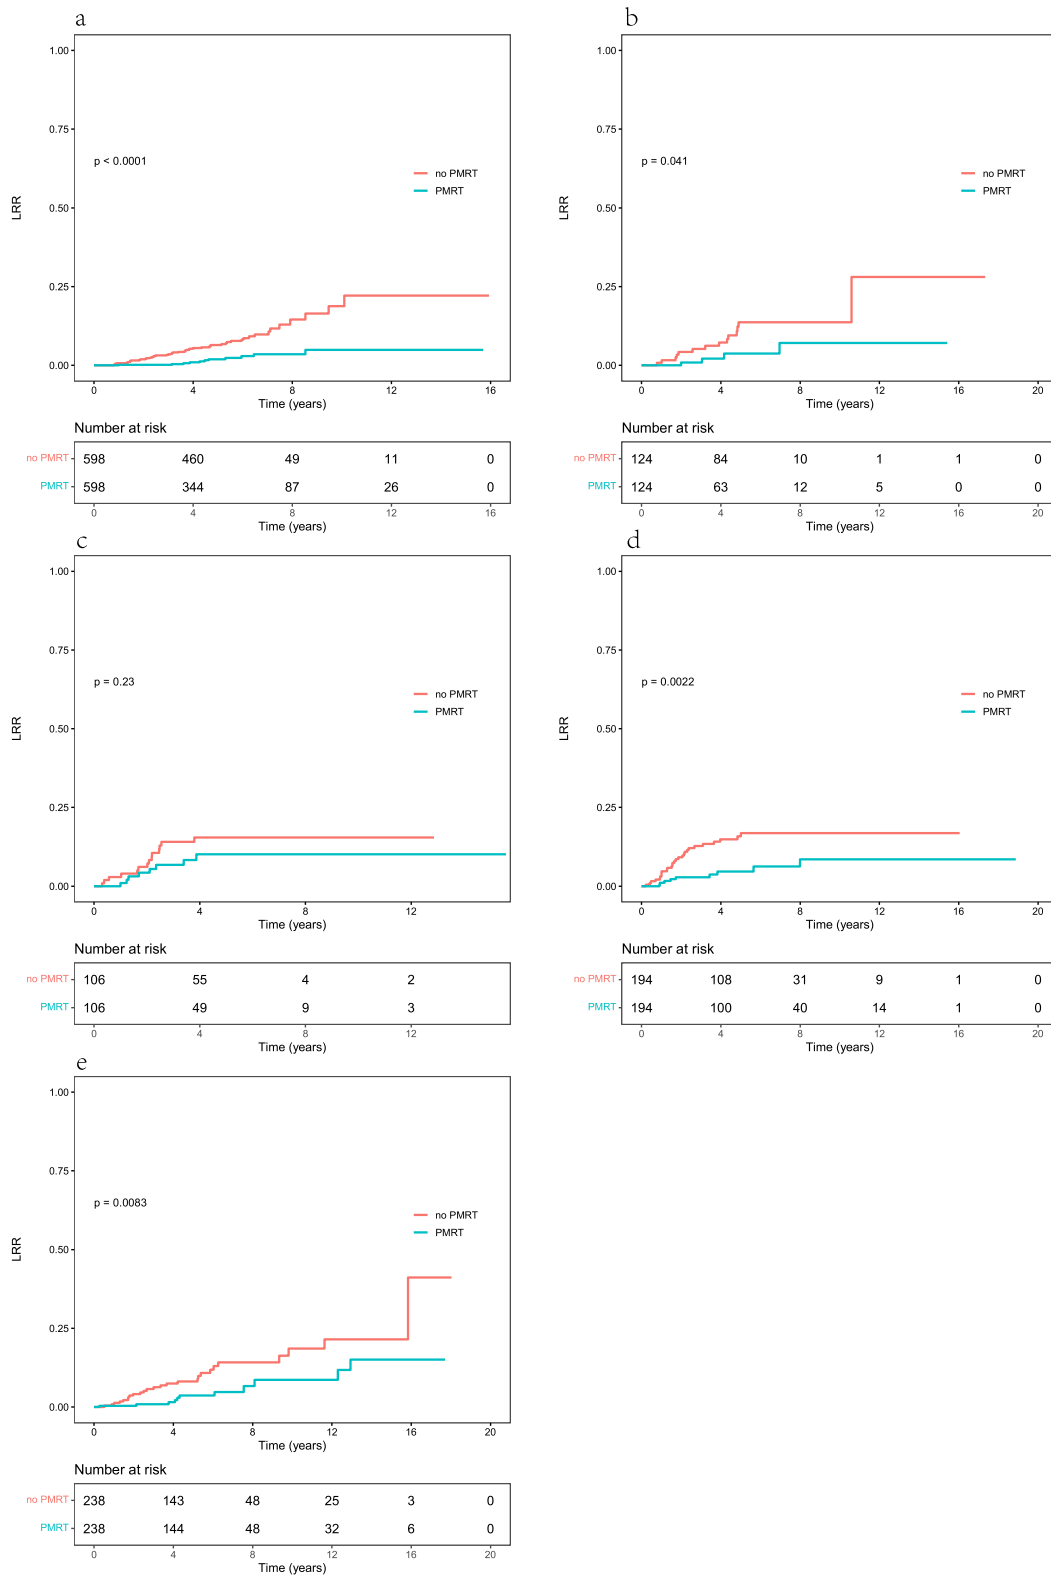 a
1.00
0.75
p < 0.0001
no PMRT
PMRT
0.50
LRR
0.25
0.00
0 4 8 12 16
Time (years)
Number at risk
no PMRT 598 460 49 11 0
PMRT 598 344 87 26 0
0 4 8 12 16
Time (years)
b
1.00
0.75
p = 0.041
no PMRT
PMRT
0.50
LRR
0.25
0.00
0 4 8 12 16 20
Time (years)
Number at risk
no PMRT 124 84 10 1 1 0
PMRT 124 63 12 5 0 0
0 4 8 12 16 20
Time (years)
c
1.00
0.75
p = 0.23
no PMRT
PMRT
0.50
LRR
0.25
0.00
0 4 8 12
Time (years)
Number at risk
no PMRT 106 55 4 2
PMRT 106 49 9 3
0 4 8 12
Time (years)
d
1.00
0.75
p = 0.0022
no PMRT
PMRT
0.50
LRR
0.25
0.00
0 4 8 12 16 20
Time (years)
Number at risk
no PMRT 194 108 31 9 1 0
PMRT 194 100 40 14 1 0
0 4 8 12 16 20
Time (years)
e
1.00
0.75
p = 0.0083
no PMRT
PMRT
0.50
LRR
0.25
0.00
0 4 8 12 16 20
Time (years)
Number at risk
no PMRT 238 143 48 25 3 0
PMRT 238 144 48 32 6 0
0 4 8 12 16 20
Time (years)